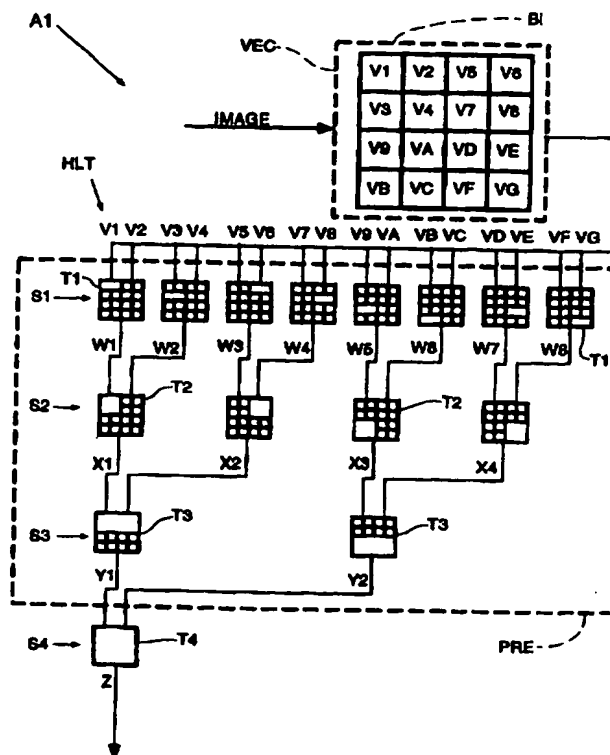 A1
BI
VEC
V1 V2 V5 V6
V3 V4 V7 V8
V9 VA VD VE
VB VC VF VG
IMAGE
HLT
V1 V2 V3 V4 V5 V6 V7 V8 V9 VA VB VC VD VE VF VG
T1
S1
T1
W1 W2 W3 W4 W5 W6 W7 W8
T2 T2
S2
X1 X2 X3 X4
T3
S3
T3
Y1 Y2
S4 T4 PRE
Z